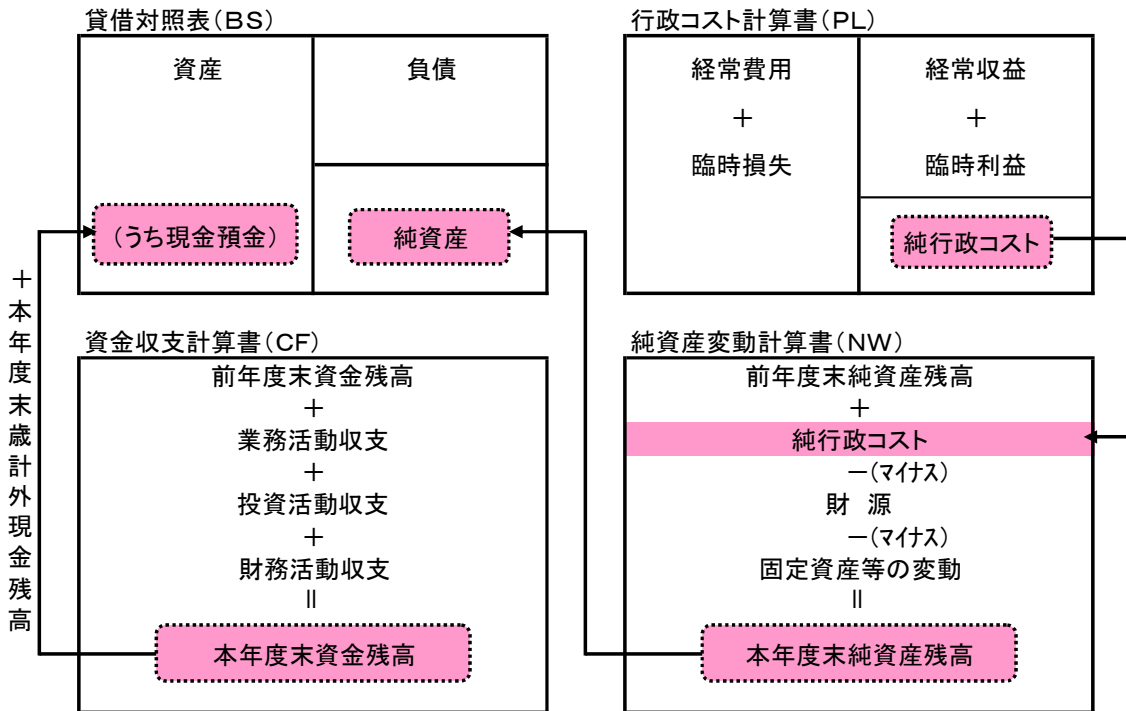 貸借対照表(BS)
資産
(うち現金預金)
負債
純資産
行政コスト計算書(PL)
経常費用
+
臨時損失
経常収益
+
臨時利益
純行政コスト
+本年度末歳計外現金残高
資金収支計算書(CF)
前年度末資金残高
+
業務活動収支
+
投資活動収支
+
財務活動収支
||
本年度末資金残高
純資産変動計算書(NW)
前年度末純資産残高
+
純行政コスト
-(マイナス)
財 源
-(マイナス)
固定資産等の変動
||
本年度末純資産残高